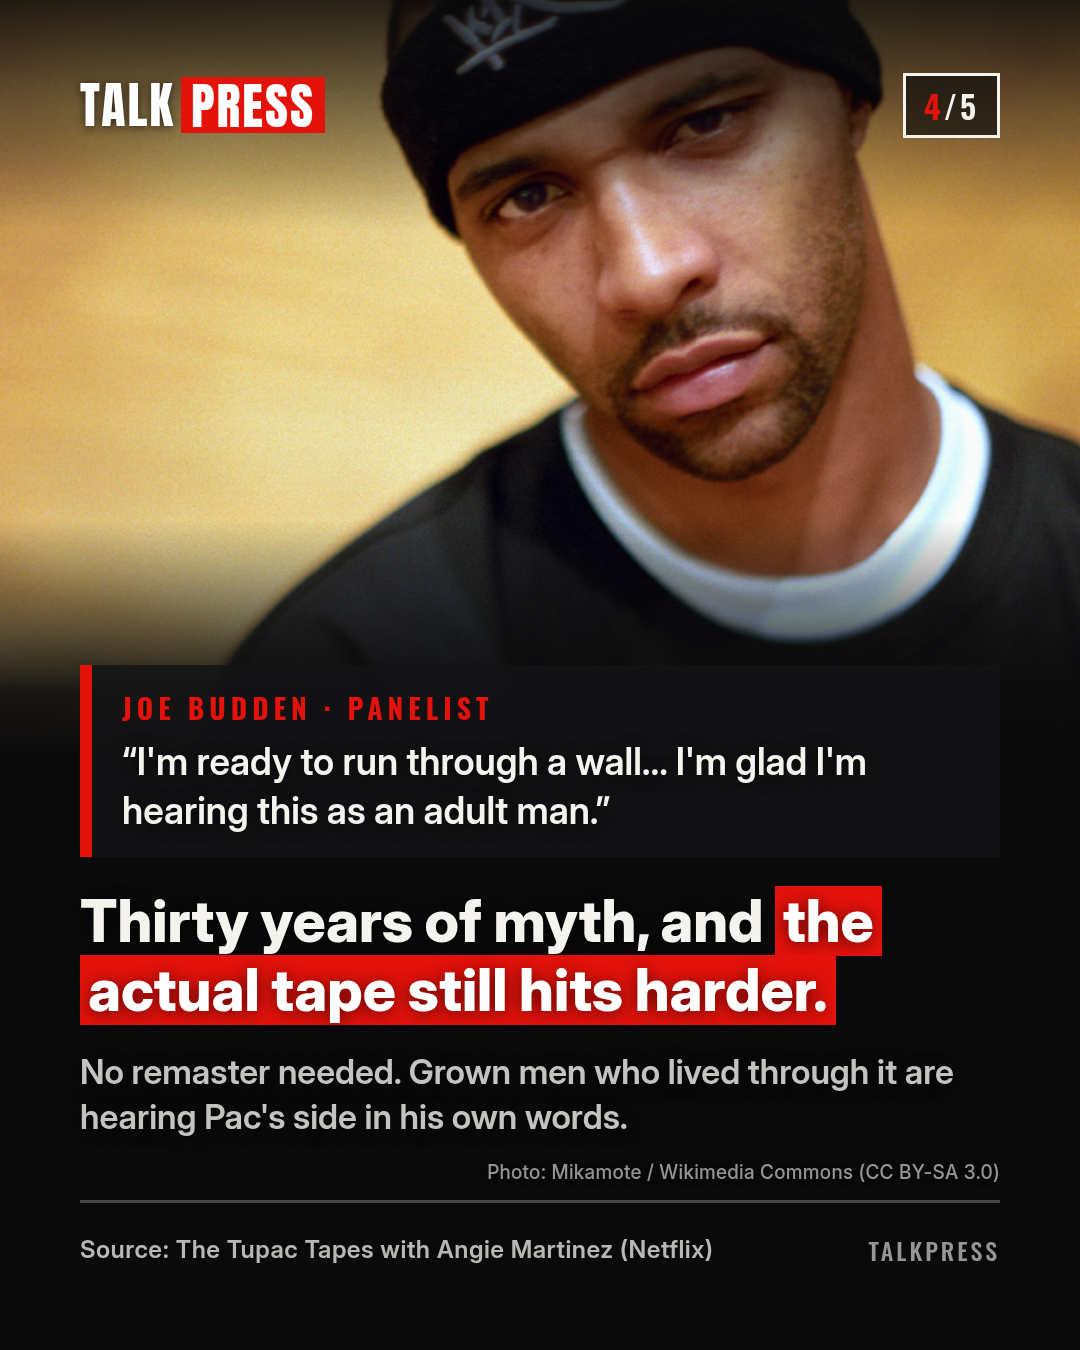 TALK PRESS
4/5
JOE BUDDEN · PANELIST
“I'm ready to run through a wall... I'm glad I'm
hearing this as an adult man.”
Thirty years of myth, and the
actual tape still hits harder.
No remaster needed. Grown men who lived through it are
hearing Pac's side in his own words.
Photo: Mikamote / Wikimedia Commons (CC BY-SA 3.0)
Source: The Tupac Tapes with Angie Martinez (Netflix)
TALKPRESS